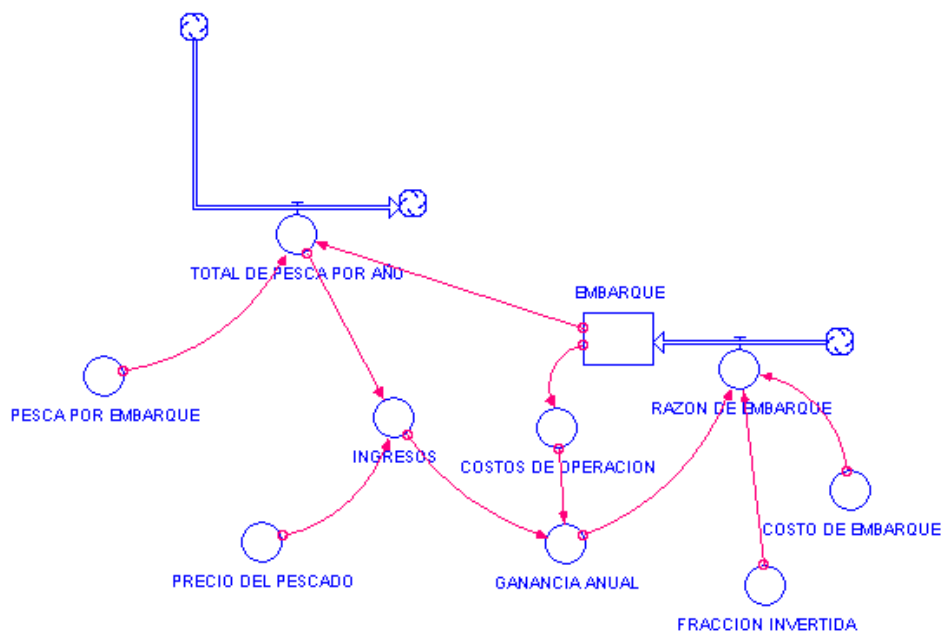 TOTAL DE PESCA POR AÑO
EMBARQUE
PESCA POR EMBARQUE
RAZON DE EMBARQUE
INGRESOS
COSTOS DE OPERACION
COSTO DE EMBARQUE
PRECIO DEL PESCADO
GANANCIA ANUAL
FRACCION INVERTIDA